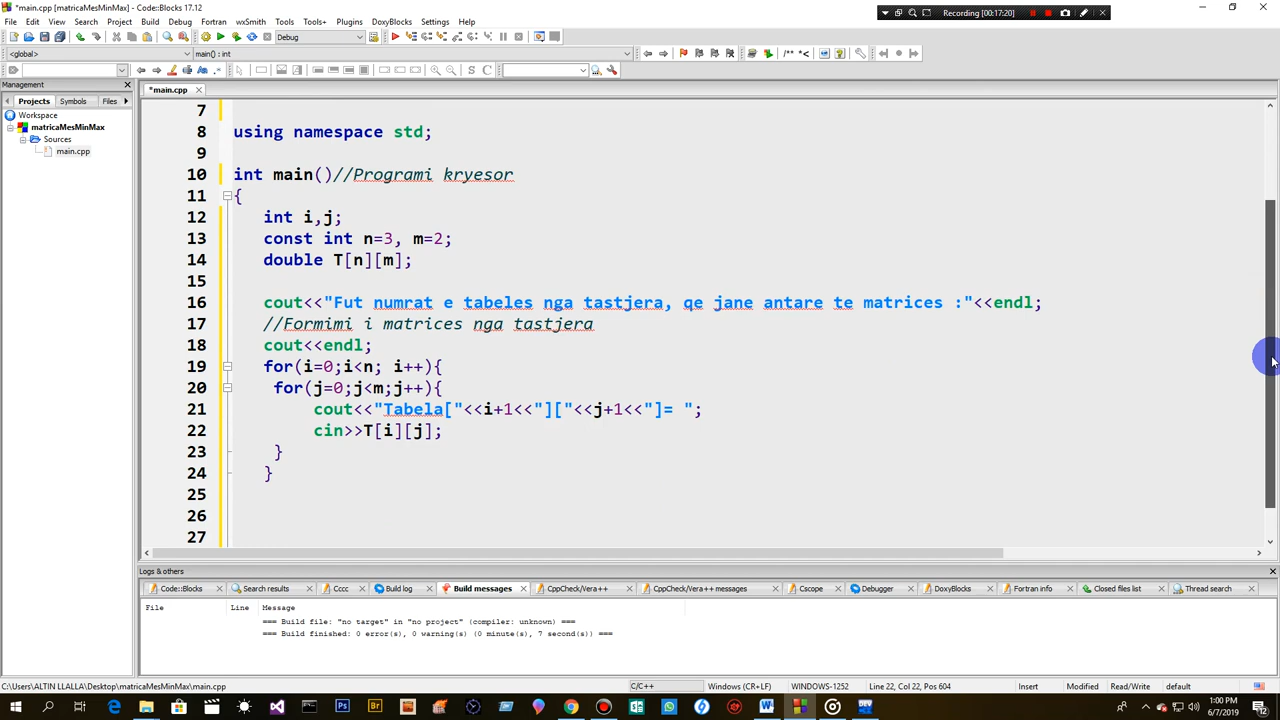 *main.cpp [matricaMesMinMax] - Code::Blocks 17.12
Recording [00:17:20]
File Edit View Search Project Build Debug Fortran wxSmith Tools Tools+ Plugins DoxyBlocks Settings Help
Debug
<global> main() : int
/** *<
S C
Management
*main.cpp
Projects Symbols Files
Workspace
matricaMesMinMax
Sources
main.cpp
7
8 using namespace std;
9
10 int main()//Programi kryesor
11 {
12 int i,j;
13 const int n=3, m=2;
14 double T[n][m];
15
16 cout<<"Fut numrat e tabeles nga tastjera, qe jane antare te matrices :"<<endl;
17 //Formimi i matrices nga tastjera
18 cout<<endl;
19 for(i=0;i<n; i++){
20 for(j=0;j<m;j++){
21 cout<<"Tabela["<<i+1<<"]["<<j+1<<"]= ";
22 cin>>T[i][j];
23 }
24 }
25
26
27
Logs & others
Code::Blocks Search results Cccc Build log Build messages CppCheck/Vera++ CppCheck/Vera++ messages Cscope Debugger DoxyBlocks Fortran info Closed files list Thread search
File Line Message
=== Build file: "no target" in "no project" (compiler: unknown) ===
=== Build finished: 0 error(s), 0 warning(s) (0 minute(s), 7 second(s)) ===
C:\Users\ALTIN LLALLA\Desktop\matricaMesMinMax\main.cpp C/C++ Windows (CR+LF) WINDOWS-1252 Line 22, Col 22, Pos 604 Insert Modified Read/Write default
1:00 PM
6/7/2019